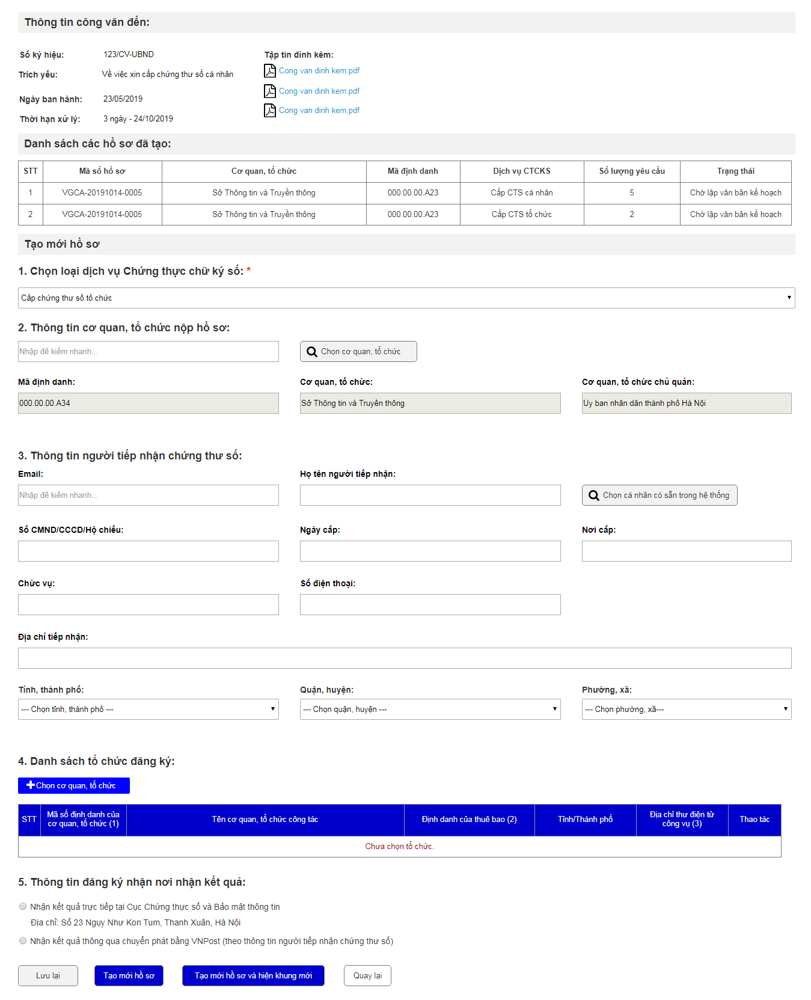 Thông tin công văn đến:
Số ký hiệu: 123/CV-UBND Tập tin đính kèm:
Cong van dinh kem.pdf
Trích yếu: Về việc xin cấp chứng thư số cá nhân
Cong van dinh kem.pdf
Ngày ban hành: 23/05/2019
Cong van dinh kem.pdf
Thời hạn xử lý: 3 ngày - 24/10/2019
Danh sách các hồ sơ đã tạo:
STT Mã số hồ sơ Cơ quan, tổ chức Mã định danh Dịch vụ CTCKS Số lượng yêu cầu Trạng thái
1 VGCA-20191014-0005 Sở Thông tin và Truyền thông 000.00.00.A23 Cấp CTS cá nhân 5 Chờ lập văn bản kế hoạch
2 VGCA-20191014-0005 Sở Thông tin và Truyền thông 000.00.00.A23 Cấp CTS tổ chức 2 Chờ lập văn bản kế hoạch
Tạo mới hồ sơ
1. Chọn loại dịch vụ Chứng thực chữ ký số: *
Cấp chứng thư số tổ chức
2. Thông tin cơ quan, tổ chức nộp hồ sơ:
Nhập để kiếm nhanh... Chọn cơ quan, tổ chức
Mã định danh: Cơ quan, tổ chức: Cơ quan, tổ chức chủ quản:
000.00.00.A34 Sở Thông tin và Truyền thông Ủy ban nhân dân thành phố Hà Nội
3. Thông tin người tiếp nhận chứng thư số:
Email: Họ tên người tiếp nhận:
Nhập để kiếm nhanh... Chọn cá nhân có sẵn trong hệ thống
Số CMND/CCCD/Hộ chiếu: Ngày cấp: Nơi cấp:
Chức vụ: Số điện thoại:
Địa chỉ tiếp nhận:
Tỉnh, thành phố: Quận, huyện: Phường, xã:
--- Chọn tỉnh, thành phố --- --- Chọn quận, huyện --- --- Chọn phường, xã---
4. Danh sách tổ chức đăng ký:
Chọn cơ quan, tổ chức
STT Mã số định danh của cơ quan, tổ chức (1) Tên cơ quan, tổ chức công tác Định danh của thuê bao (2) Tỉnh/Thành phố Địa chỉ thư điện tử công vụ (3) Thao tác
Chưa chọn tổ chức.
5. Thông tin đăng ký nhận nơi nhận kết quả:
Nhận kết quả trực tiếp tại Cục Chứng thực số và Bảo mật thông tin
Địa chỉ: Số 23 Ngụy Như Kon Tum, Thanh Xuân, Hà Nội
Nhận kết quả thông qua chuyển phát bằng VNPost (theo thông tin người tiếp nhận chứng thư số)
Lưu lại Tạo mới hồ sơ Tạo mới hồ sơ và hiện khung mới Quay lại